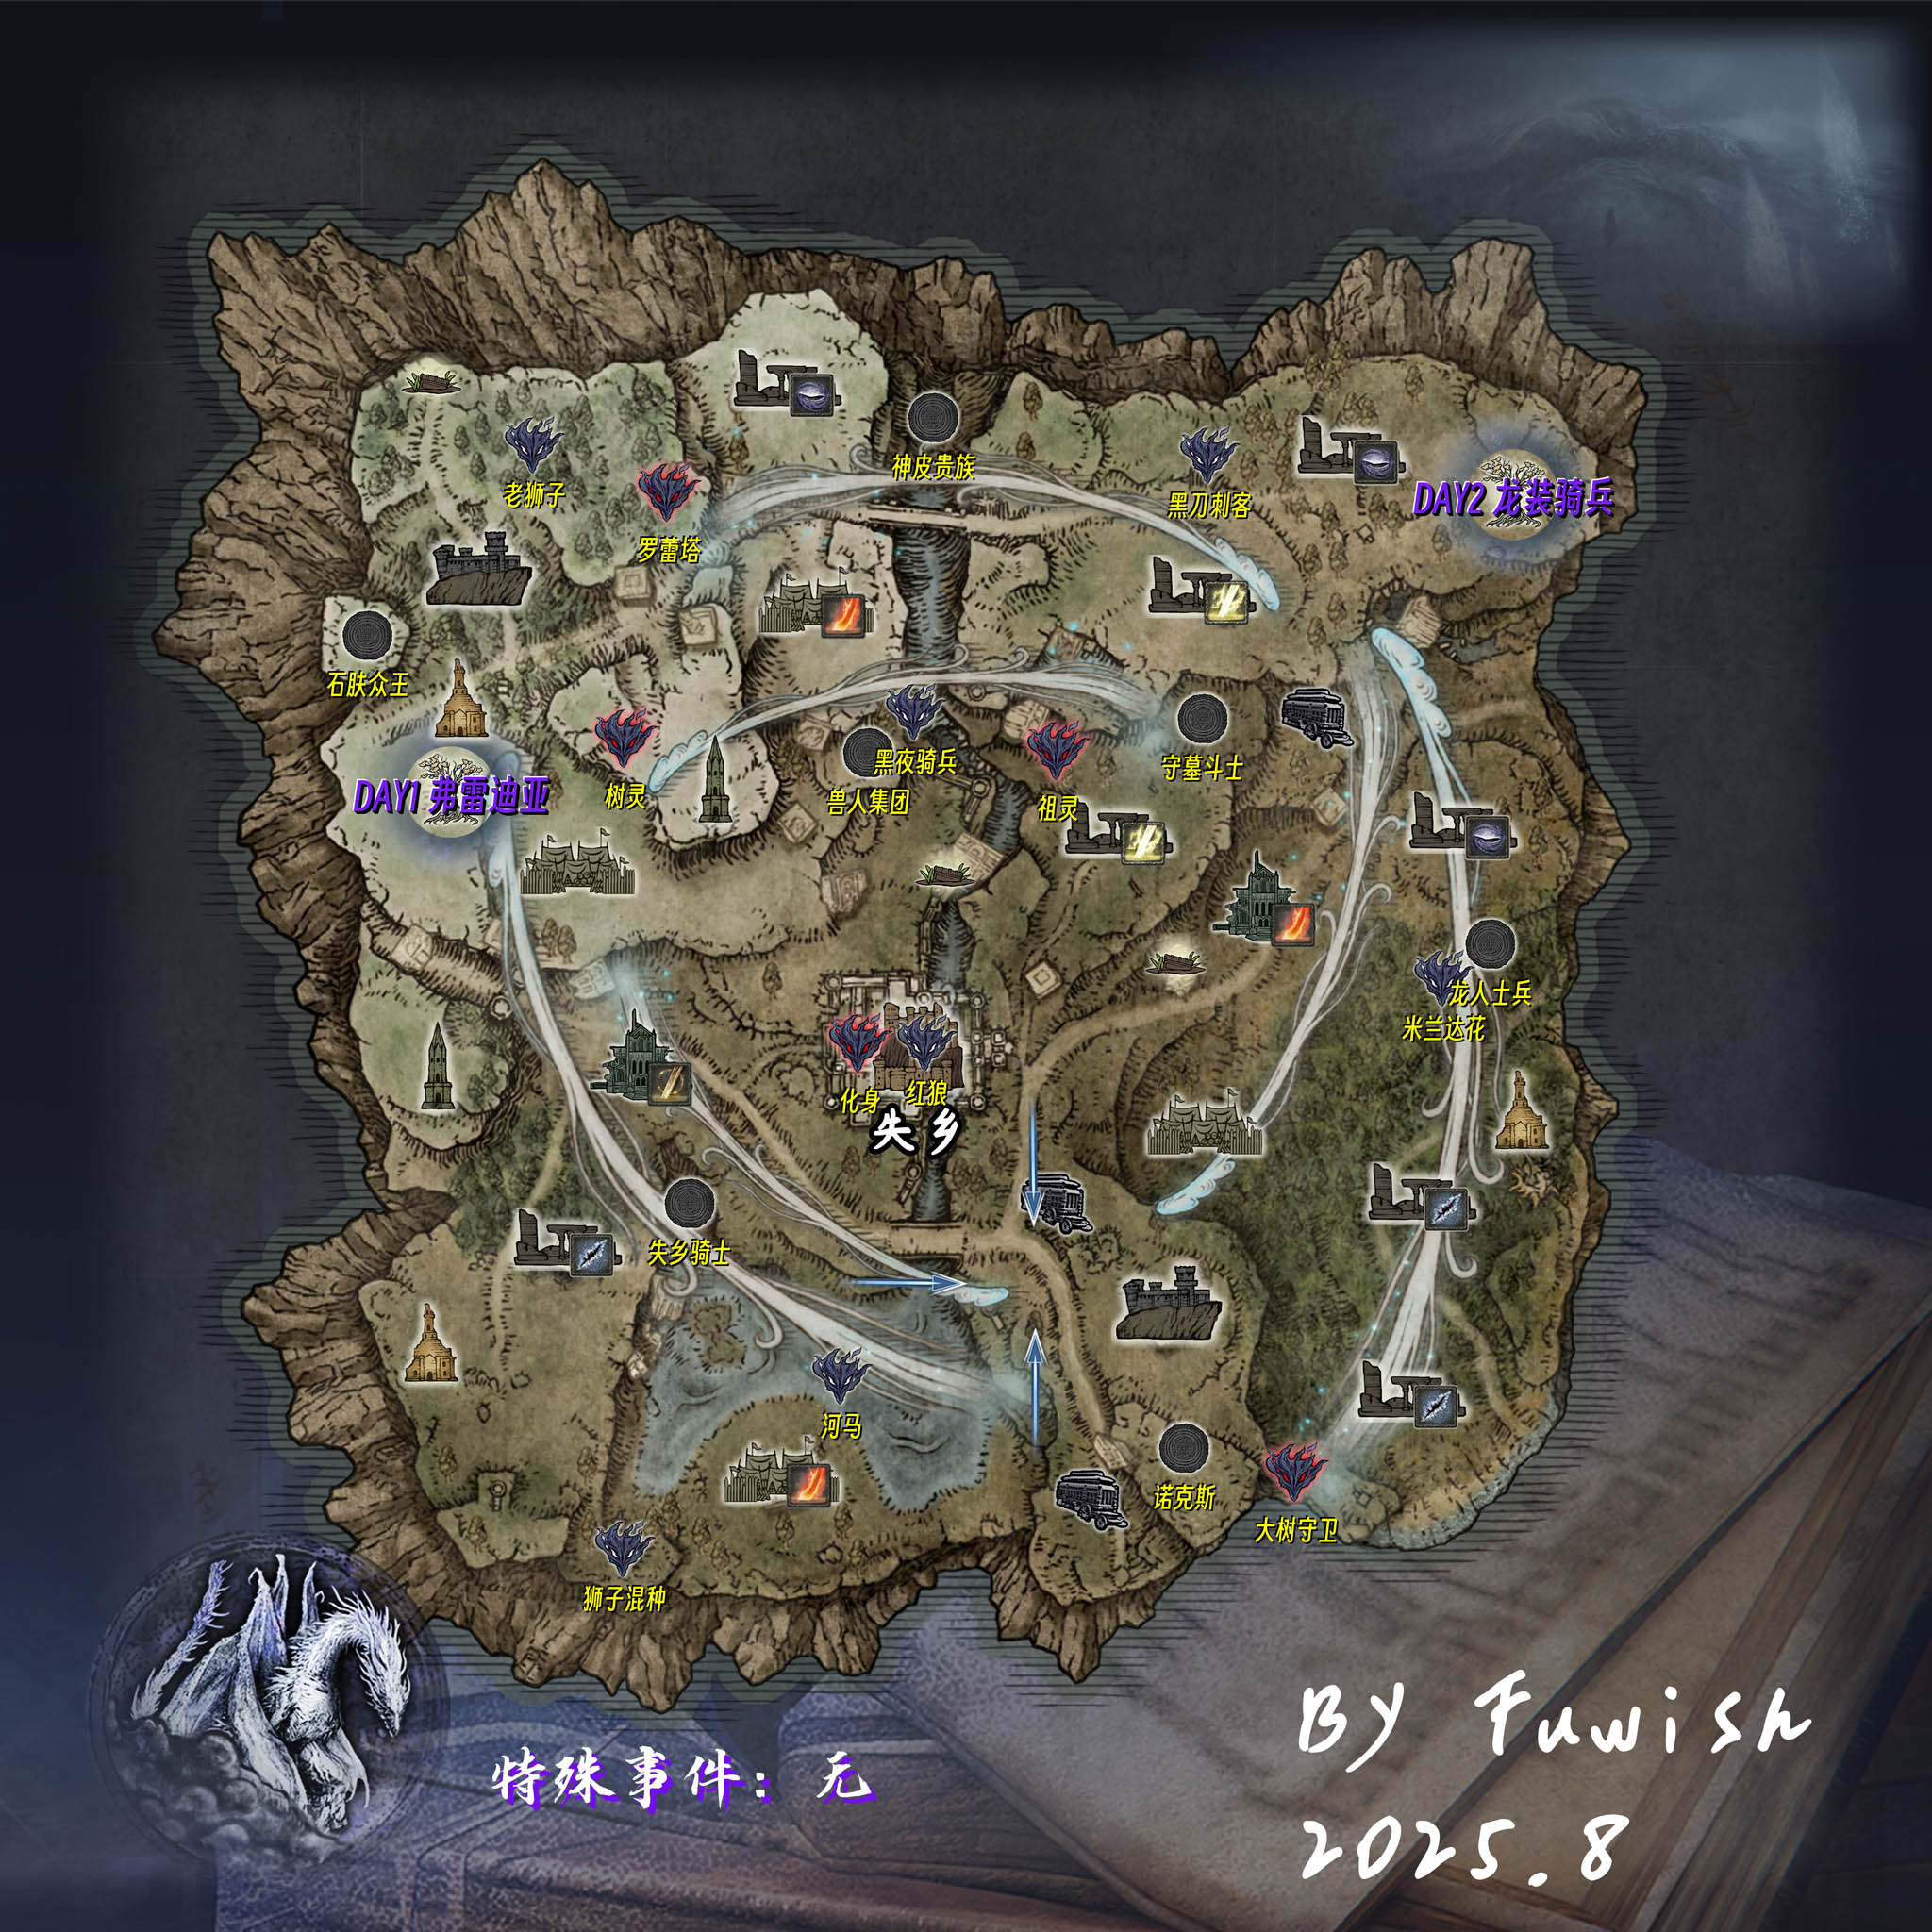 神皮贵族
老狮子
黑刀刺客
DAY2 龙装骑兵
罗蕾塔
石肤众王
黑夜骑兵
守墓斗士
DAY1 弗雷迪亚
树灵
兽人集团
祖灵
龙人士兵
米兰达花
化身
红狼
失乡
失乡骑士
河马
诺克斯
大树守卫
狮子混种
特殊事件：无
BY Fuwish
2025.8